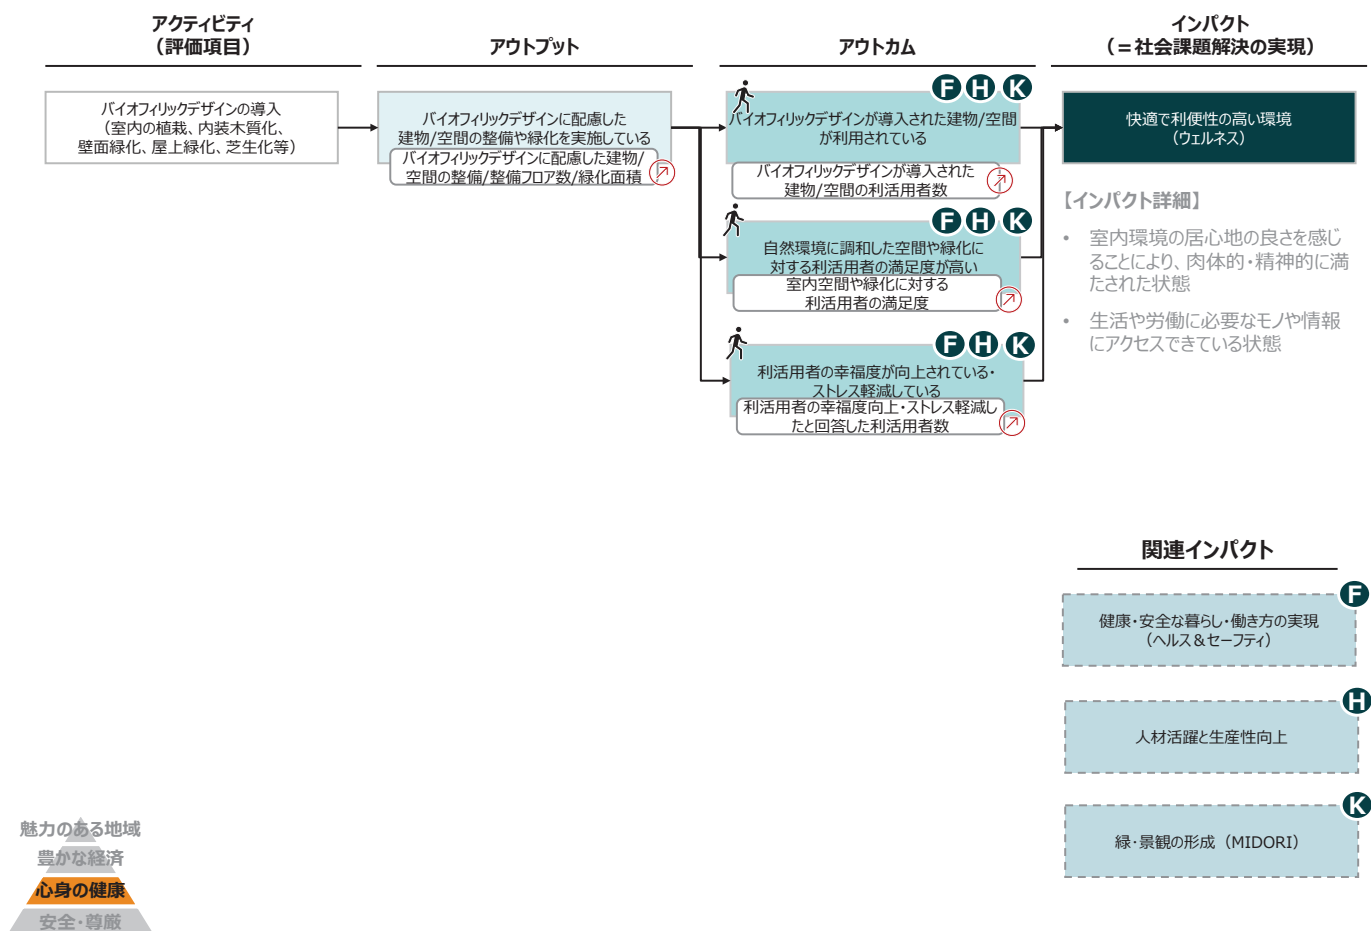 アクティビティ
（評価項目）
アウトプット
アウトカム
インパクト
（＝社会課題解決の実現）
バイオフィリックデザインの導入
（室内の植栽、内装木質化、
壁面緑化、屋上緑化、芝生化等）
バイオフィリックデザインに配慮した
建物/空間の整備や緑化を実施している
バイオフィリックデザインに配慮した建物/
空間の整備/整備フロア数/緑化面積
F H K
バイオフィリックデザインが導入された建物/空間
が利用されている
バイオフィリックデザインが導入された
建物/空間の利活用者数
F H K
自然環境に調和した空間や緑化に
対する利活用者の満足度が高い
室内空間や緑化に対する
利活用者の満足度
F H K
利活用者の幸福度が向上されている・
ストレス軽減している
利活用者の幸福度向上・ストレス軽減し
たと回答した利活用者数
快適で利便性の高い環境
（ウェルネス）
【インパクト詳細】
• 室内環境の居心地の良さを感じ
ることにより、肉体的・精神的に満
たされた状態
• 生活や労働に必要なモノや情報
にアクセスできている状態
関連インパクト
F
健康・安全な暮らし・働き方の実現
（ヘルス＆セーフティ）
H
人材活躍と生産性向上
K
緑・景観の形成（MIDORI）
魅力のある地域
豊かな経済
心身の健康
安全・尊厳